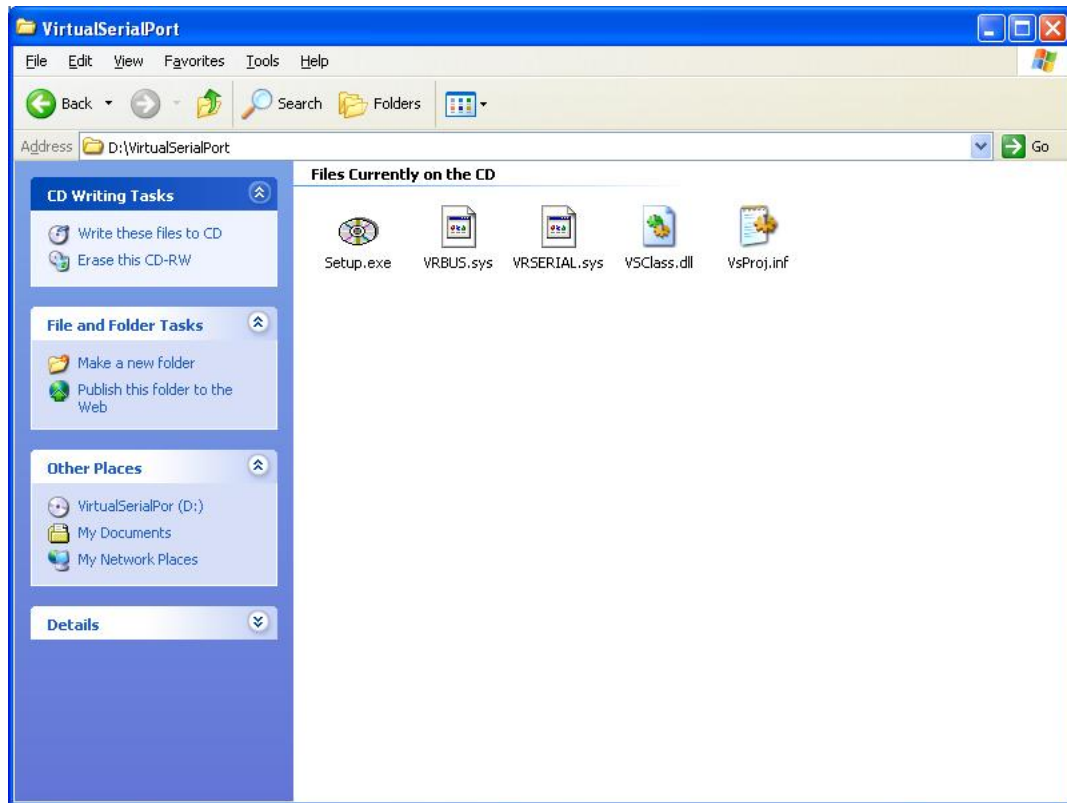 VirtualSerialPort
File Edit View Favorites Tools Help
Back Search Folders
Address D:\VirtualSerialPort Go
CD Writing Tasks
Write these files to CD
Erase this CD-RW
File and Folder Tasks
Make a new folder
Publish this folder to the
Web
Other Places
VirtualSerialPor (D:)
My Documents
My Network Places
Details
Files Currently on the CD
Setup.exe VRBUS.sys VRSERIAL.sys VSClass.dll VsProj.inf